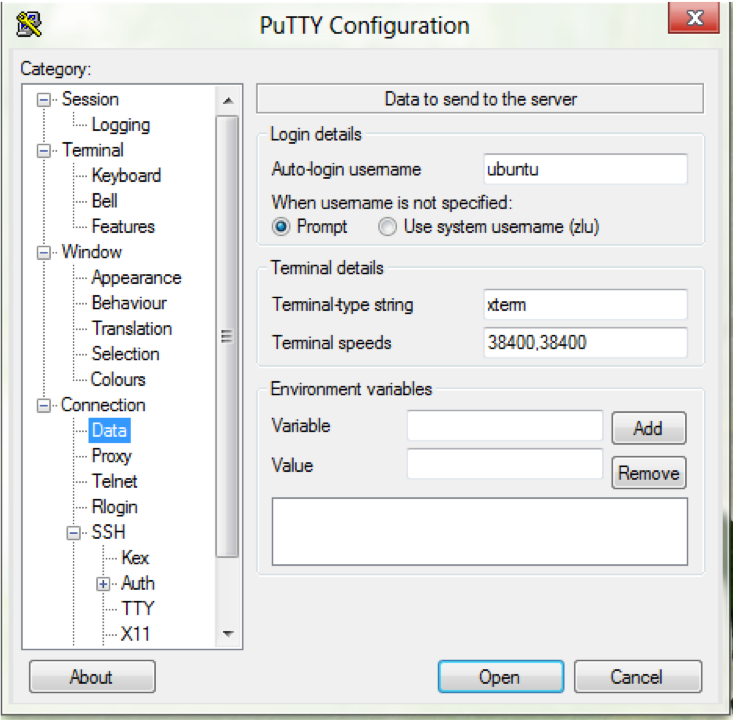 PuTTY Configuration
x
Category:
Session
Logging
Terminal
Keyboard
Bell
Features
Window
Appearance
Behaviour
Translation
Selection
Colours
Connection
Data
Proxy
Telnet
Rlogin
SSH
Kex
Auth
TTY
X11
Data to send to the server
Login details
Auto-login username ubuntu
When username is not specified:
Prompt Use system username (zlu)
Terminal details
Terminal-type string xterm
Terminal speeds 38400,38400
Environment variables
Variable Add
Value Remove
About Open Cancel